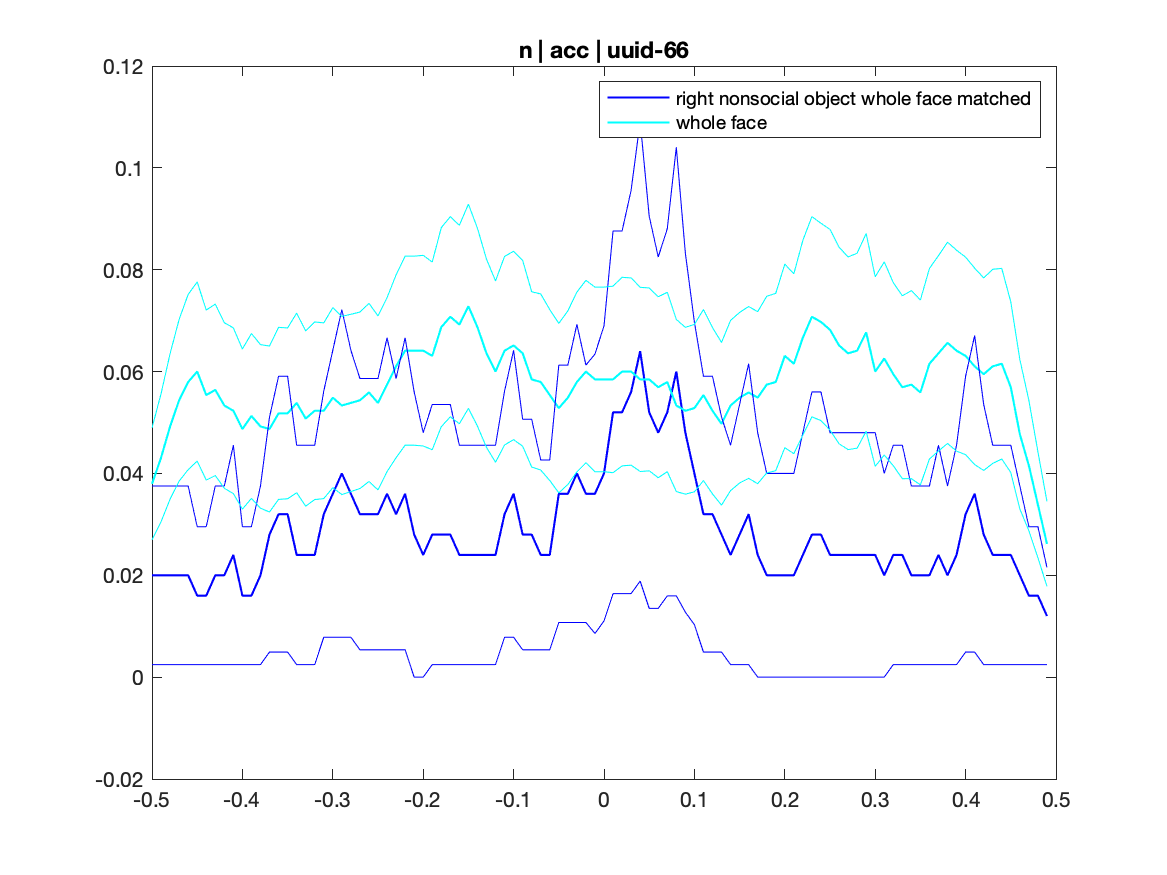 n | acc | uuid-66
0.12
0.1
0.08
0.06
0.04
0.02
0
-0.02
right nonsocial object whole face matched
whole face
-0.5 -0.4 -0.3 -0.2 -0.1 0 0.1 0.2 0.3 0.4 0.5